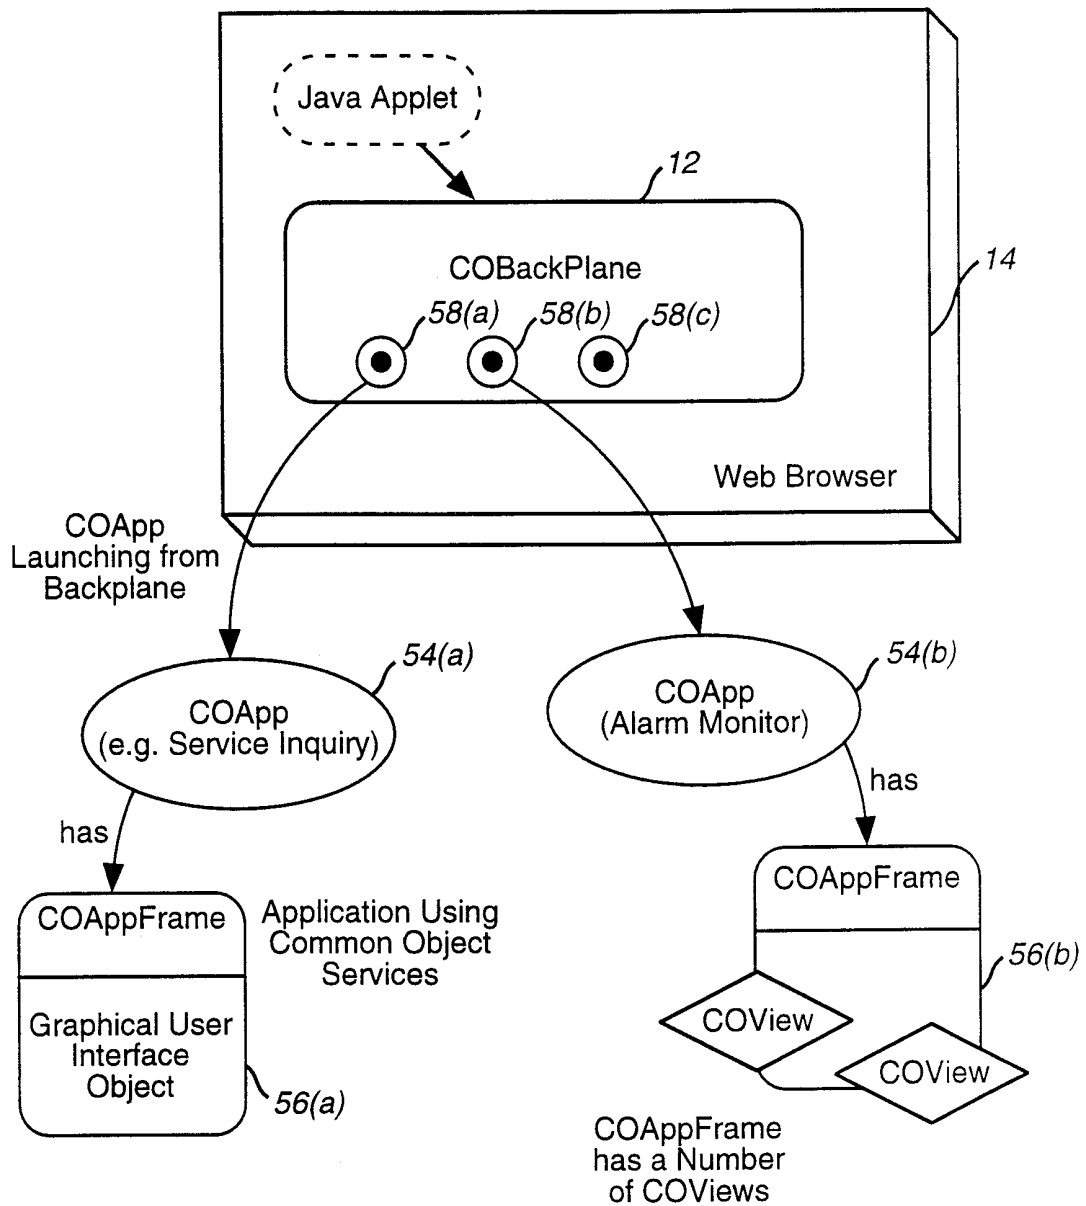 Java Applet
12
COBackPlane
14
58(a)
58(b)
58(c)
Web Browser
COApp
Launching from
Backplane
54(a)
COApp
(e.g. Service Inquiry)
54(b)
COApp
(Alarm Monitor)
has
has
COAppFrame
Graphical User
Interface
Object
56(a)
Application Using
Common Object
Services
COAppFrame
56(b)
COView
COView
COAppFrame
has a Number
of COViews